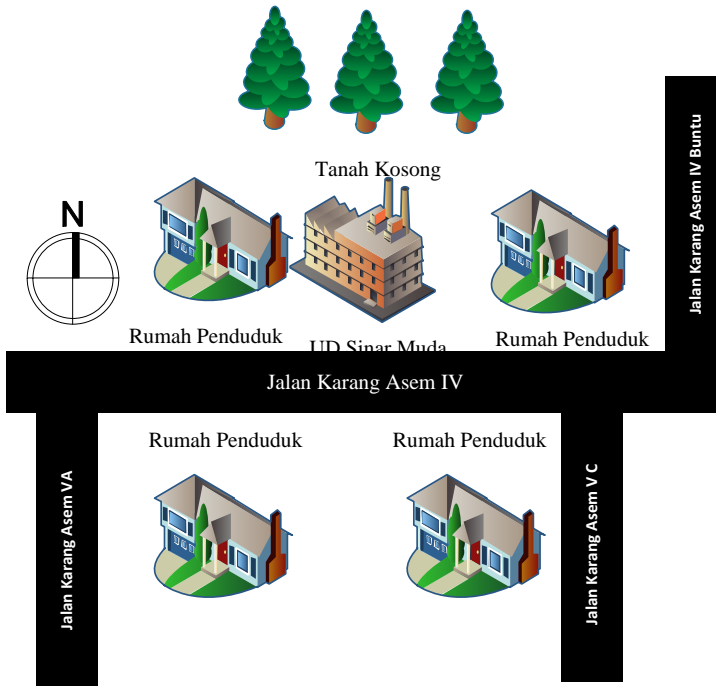 Tanah Kosong
Jalan Karang Asem IV Buntu
N
Rumah Penduduk
UD Sinar Muda
Rumah Penduduk
Jalan Karang Asem IV
Rumah Penduduk
Rumah Penduduk
Jalan Karang Asem VA
Jalan Karang Asem V C